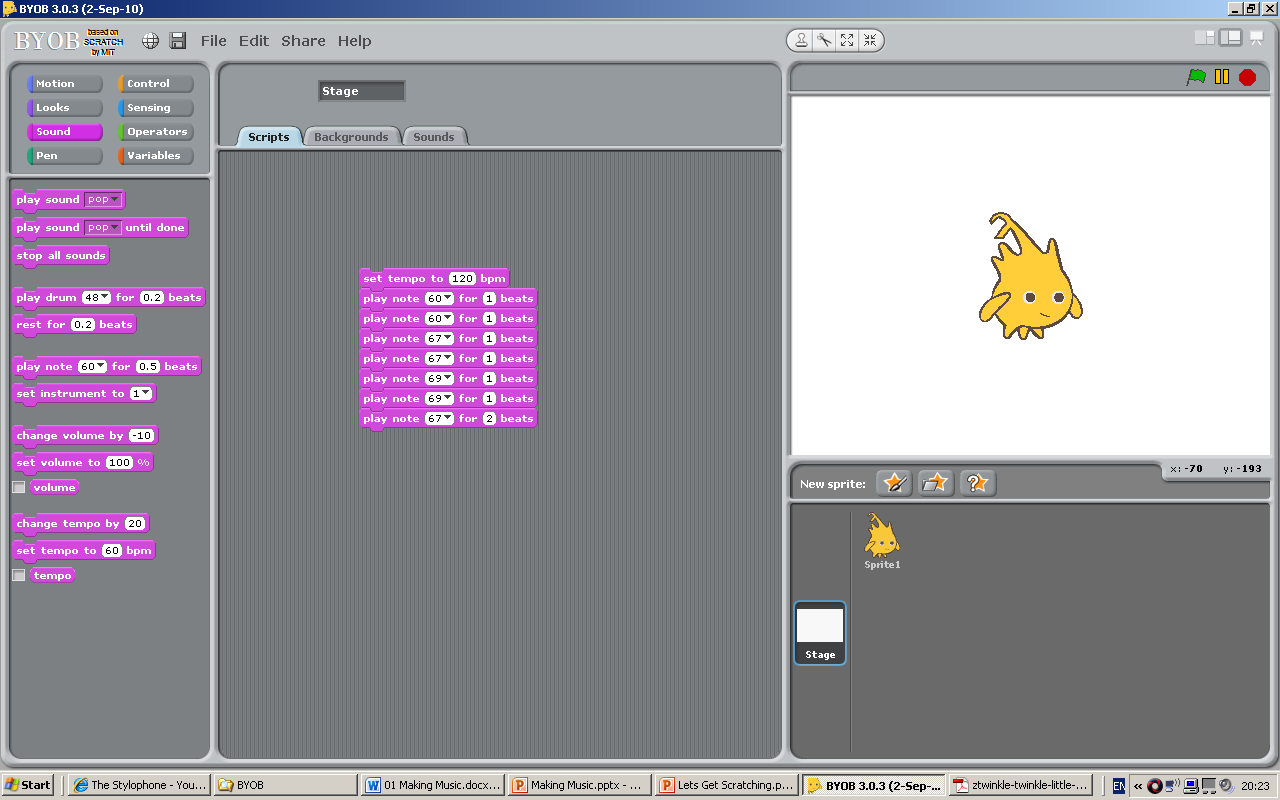 BYOB 3.0.3 (2-Sep-10)
BYOB based on SCRATCH by MIT File Edit Share Help
Motion Control
Looks Sensing
Sound Operators
Pen Variables
play sound pop
play sound pop until done
stop all sounds
play drum 48 for 0.2 beats
rest for 0.2 beats
play note 60 for 0.5 beats
set instrument to 1
change volume by -10
set volume to 100 %
volume
change tempo by 20
set tempo to 60 bpm
tempo
Stage
Scripts Backgrounds Sounds
set tempo to 120 bpm
play note 60 for 1 beats
play note 60 for 1 beats
play note 67 for 1 beats
play note 67 for 1 beats
play note 69 for 1 beats
play note 69 for 1 beats
play note 67 for 2 beats
x: -70 y: -193
New sprite:
Sprite1
Stage
Start The Stylophone - You... BYOB 01 Making Music.docx... Making Music.pptx - ... Lets Get Scratching.p... BYOB 3.0.3 (2-Sep-... ztwinkle-twinkle-little-... EN « 20:23